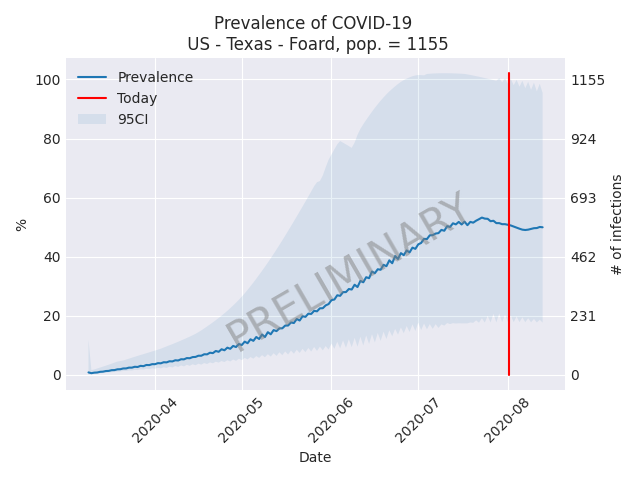 Prevalence of COVID-19
US - Texas - Foard, pop. = 1155
Prevalence
Today
95CI
100
80
60
40
20
0
%
1155
924
693
462
231
0
# of infections
PRELIMINARY
2020-04
2020-05
2020-06
2020-07
2020-08
Date